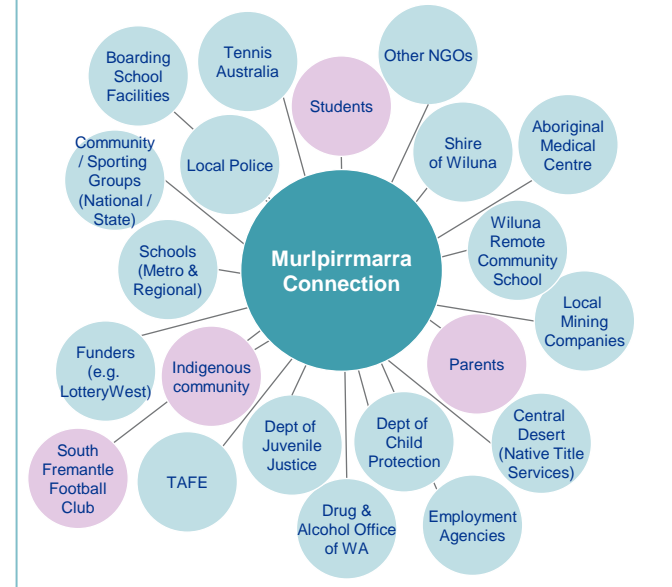 Tennis
Australia
Other NGOs
Boarding
School
Facilities
Students
Aboriginal
Medical
Centre
Community
/ Sporting
Groups
(National /
State)
Local Police
Shire
of Wiluna
Murlpirrmarra
Connection
Wiluna
Remote
Community
School
Schools
(Metro &
Regional)
Local
Mining
Companies
Funders
(e.g.
LotteryWest)
Indigenous
community
Parents
South
Fremantle
Football
Club
TAFE
Dept of
Juvenile
Justice
Dept of
Child
Protection
Central
Desert
(Native Title
Services)
Drug &
Alcohol Office
of WA
Employment
Agencies